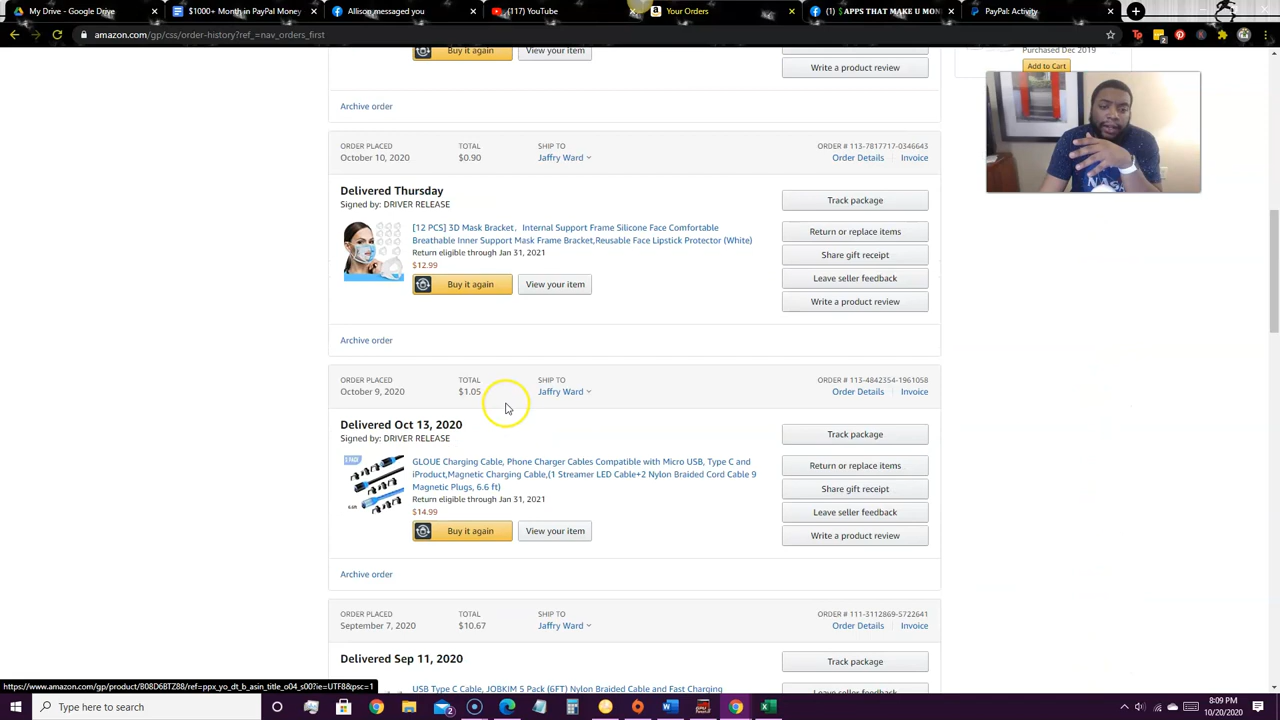 My Drive - Google Drive
$1000+ Month in PayPal Money
Allison messaged you
(117) YouTube
Your Orders
APPS THAT MAKE U MON
PayPal: Activity
amazon.com/gp/css/order-history?ref_=nav_orders_first
Buy it again
View your item
Write a product review
Purchased Dec 2019
Add to Cart
Archive order
ORDER PLACED
October 10, 2020
TOTAL
$0.90
SHIP TO
Jaffry Ward
ORDER # 113-7817717-0346643
Order Details
Invoice
Delivered Thursday
Signed by: DRIVER RELEASE
[12 PCS] 3D Mask Bracket, Internal Support Frame Silicone Face Comfortable
Breathable Inner Support Mask Frame Bracket,Reusable Face Lipstick Protector (White)
Return eligible through Jan 31, 2021
$12.99
Buy it again
View your item
Track package
Return or replace items
Share gift receipt
Leave seller feedback
Write a product review
Archive order
ORDER PLACED
October 9, 2020
TOTAL
$1.05
SHIP TO
Jaffry Ward
ORDER # 113-4842354-1961058
Order Details
Invoice
Delivered Oct 13, 2020
Signed by: DRIVER RELEASE
GLOUE Charging Cable, Phone Charger Cables Compatible with Micro USB, Type C and
iProduct,Magnetic Charging Cable,(1 Streamer LED Cable+2 Nylon Braided Cord Cable 9
Magnetic Plugs, 6.6 ft)
Return eligible through Jan 31, 2021
$14.99
Buy it again
View your item
Track package
Return or replace items
Share gift receipt
Leave seller feedback
Write a product review
Archive order
ORDER PLACED
September 7, 2020
TOTAL
$10.67
SHIP TO
Jaffry Ward
ORDER # 111-3112869-5722641
Order Details
Invoice
Delivered Sep 11, 2020
Track package
USB Type C Cable, JOBKIM 5 Pack (6FT) Nylon Braided Cable and Fast Charging
https://www.amazon.com/gp/product/B08D6BTZ88/ref=ppx_yo_dt_b_asin_title_o04_s00?ie=UTF8&psc=1
Type here to search
8:09 PM
10/20/2020